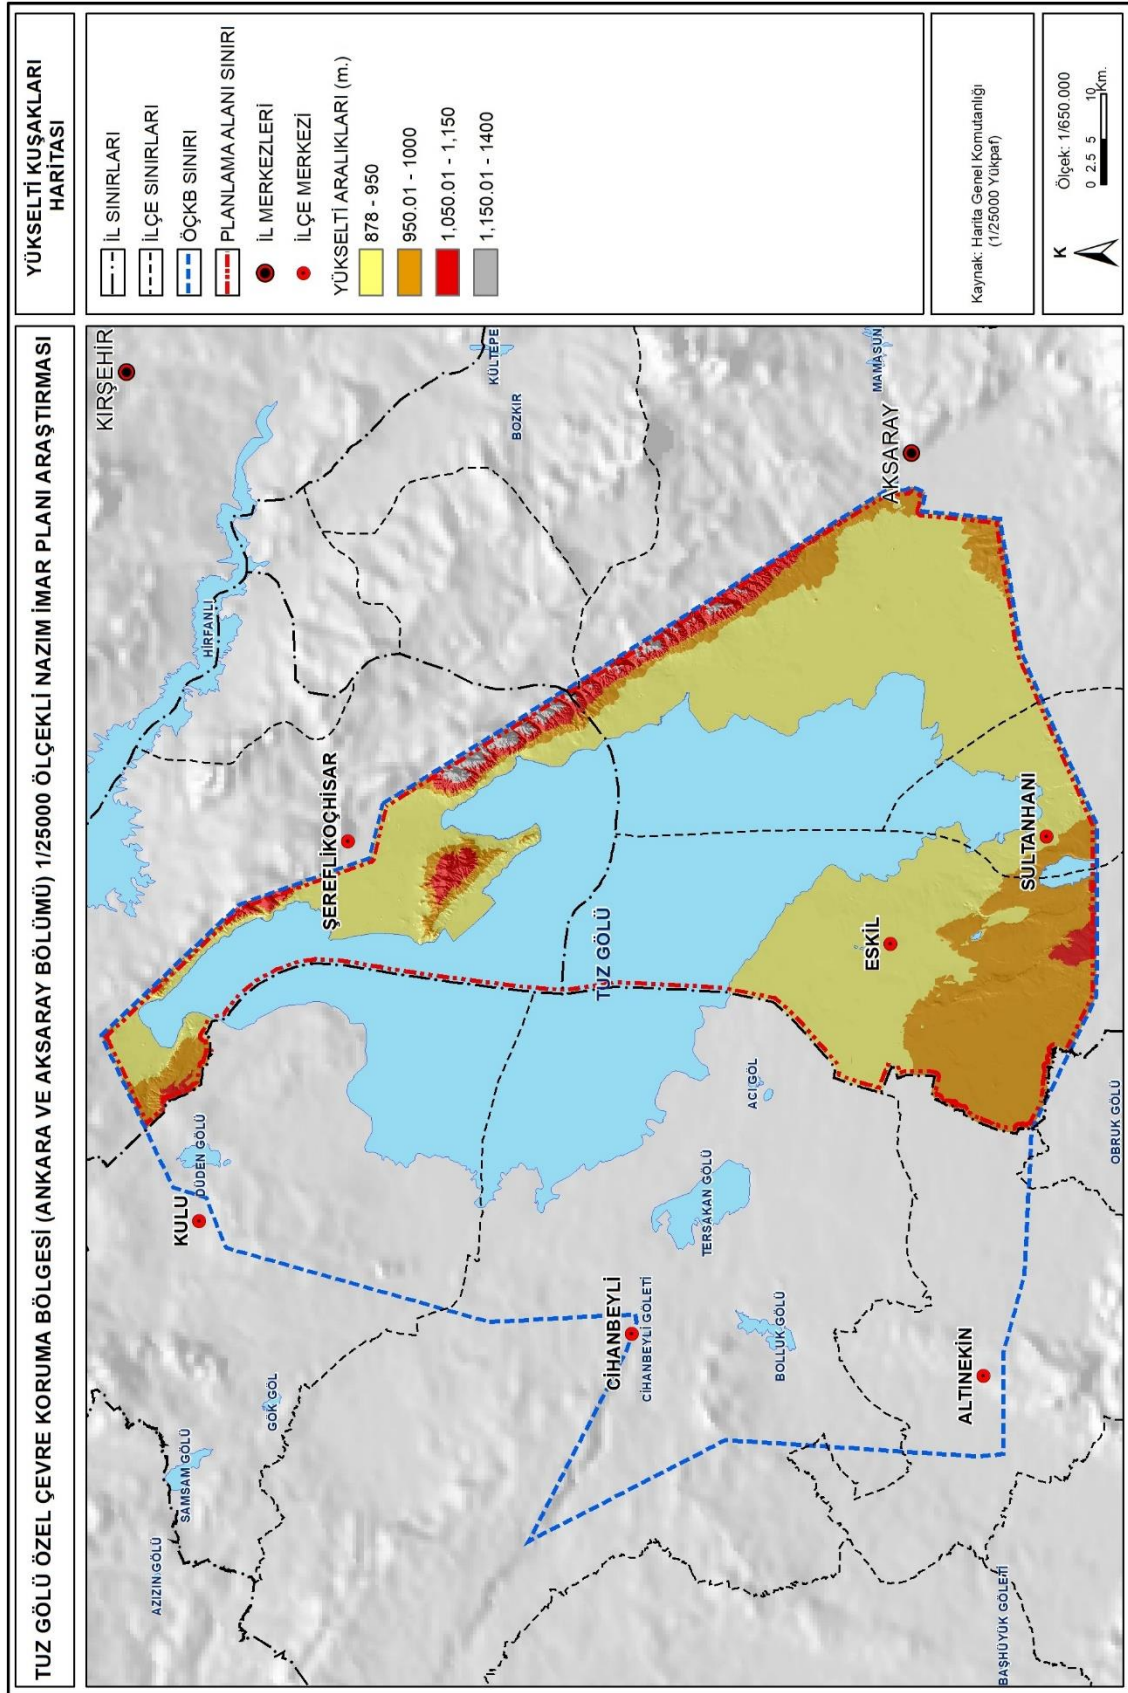 TUZ GÖLÜ ÖZEL ÇEVRE KORUMA BÖLGESİ (ANKARA VE AKSARAY BÖLÜMÜ) 1/25000 ÖLÇEKLİ NAZIM İMAR PLANI ARAŞTIRMASI
YÜKSELTİ KUŞAKLARI
HARİTASI
İL SINIRLARI
İLÇE SINIRLARI
ÖÇKB SINIRI
PLANLAMA ALANI SINIRI
İL MERKEZLERİ
İLÇE MERKEZİ
YÜKSELTİ ARALIKLARI (m.)
878 - 950
950.01 - 1000
1,050.01 - 1,150
1,150.01 - 1400
Kaynak: Harita Genel Komutanlığı
(1/25000 Yükpaf)
K
Ölçek: 1/650.000
0 2.5 5 10
Km.
KIRŞEHİR
HİRFANLI
KÜLTEPE
BOZKIR
MAMASUN
AKSARAY
ŞEREFLİKOÇHİSAR
TUZ GÖLÜ
SULTANHANI
ESKİL
KULU
DÜDEN GÖLÜ
ACI GÖL
TERSAKAN GÖLÜ
OBRUK GÖLÜ
CİHANBEYLİ
CİHANBEYLİ GÖLETİ
BOLLUK GÖLÜ
ALTINEKİN
GÖK GÖL
SAMSAM GÖLÜ
AZIZIN GÖLÜ
BAŞHÜYÜK GÖLETİ